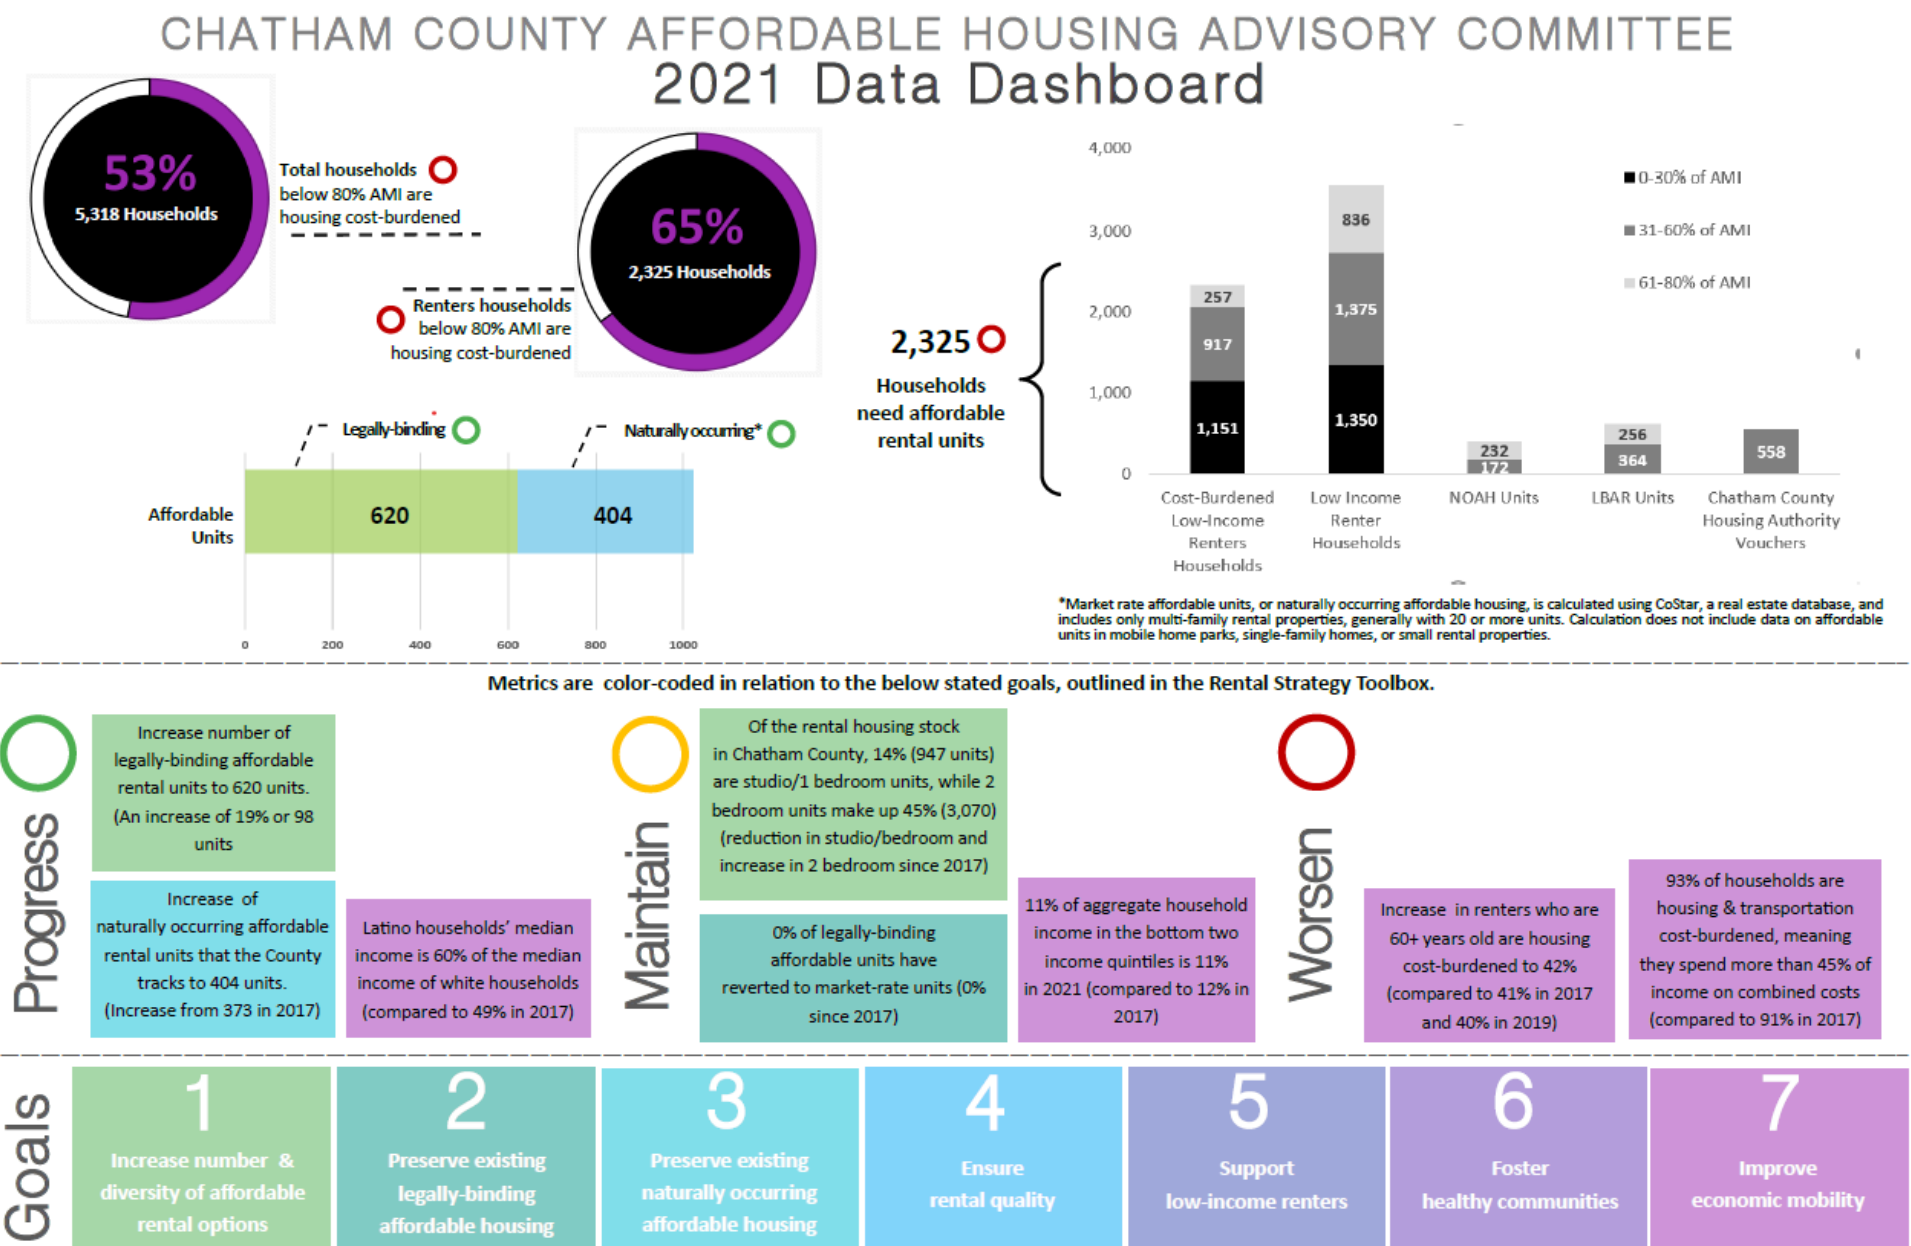 CHATHAM COUNTY AFFORDABLE HOUSING ADVISORY COMMITTEE
2021 Data Dashboard
53%
5,318 Households
Total households
below 80% AMI are
housing cost-burdened
65%
2,325 Households
Renters households
below 80% AMI are
housing cost-burdened
Legally-binding*
Naturally occurring*
Affordable
Units
620
404
0
200
400
600
800
1000
2,325
Households
need affordable
rental units
4,000
3,000
2,000
1,000
0
0-30% of AMI
31-60% of AMI
61-80% of AMI
257
917
1,151
836
1,375
1,350
232
172
256
364
558
Cost-Burdened
Low-Income
Renters
Households
Low Income
Renter
Households
NOAH Units
LBAR Units
Chatham County
Housing Authority
Vouchers
*Market rate affordable units, or naturally occurring affordable housing, is calculated using CoStar, a real estate database, and
includes only multi-family rental properties, generally with 20 or more units. Calculation does not include data on affordable
units in mobile home parks, single-family homes, or small rental properties.
Metrics are color-coded in relation to the below stated goals, outlined in the Rental Strategy Toolbox.
Progress
Increase number of
legally-binding affordable
rental units to 620 units.
(An increase of 19% or 98
units
Increase of
naturally occurring affordable
rental units that the County
tracks to 404 units.
(Increase from 373 in 2017)
Latino households' median
income is 60% of the median
income of white households
(compared to 49% in 2017)
Maintain
Of the rental housing stock
in Chatham County, 14% (947 units)
are studio/1 bedroom units, while 2
bedroom units make up 45% (3,070)
(reduction in studio/bedroom and
increase in 2 bedroom since 2017)
0% of legally-binding
affordable units have
reverted to market-rate units (0%
since 2017)
11% of aggregate household
income in the bottom two
income quintiles is 11%
in 2021 (compared to 12% in
2017)
Worsen
Increase in renters who are
60+ years old are housing
cost-burdened to 42%
(compared to 41% in 2017
and 40% in 2019)
93% of households are
housing & transportation
cost-burdened, meaning
they spend more than 45% of
income on combined costs
(compared to 91% in 2017)
Goals
1
Increase number &
diversity of affordable
rental options
2
Preserve existing
legally-binding
affordable housing
3
Preserve existing
naturally occurring
affordable housing
4
Ensure
rental quality
5
Support
low-income renters
6
Foster
healthy communities
7
Improve
economic mobility